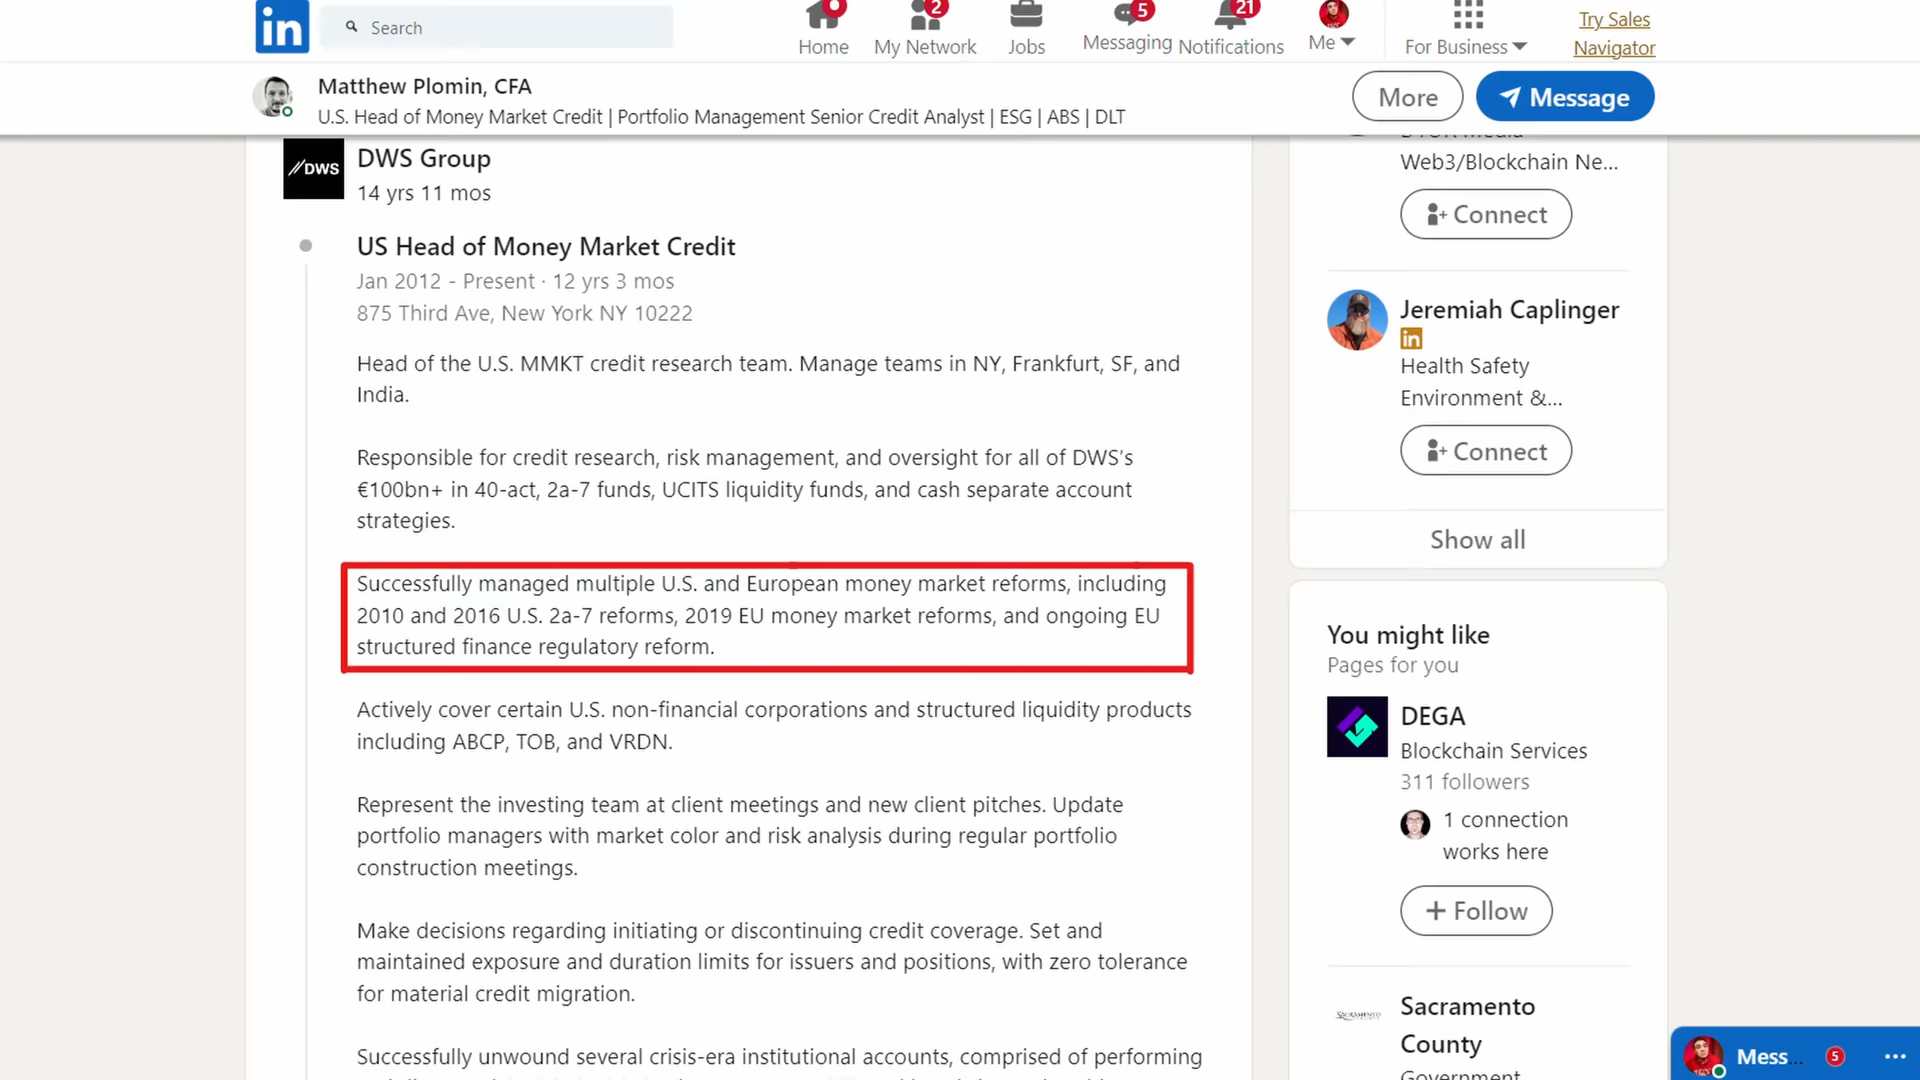 in
Search
Home
2
My Network
Jobs
5
Messaging
21
Notifications
Me
For Business
Try Sales
Navigator
Matthew Plomin, CFA
U.S. Head of Money Market Credit | Portfolio Management Senior Credit Analyst | ESG | ABS | DLT
More
Message
DWS
DWS Group
14 yrs 11 mos
US Head of Money Market Credit
Jan 2012 - Present · 12 yrs 3 mos
875 Third Ave, New York NY 10222
Head of the U.S. MMKT credit research team. Manage teams in NY, Frankfurt, SF, and
India.
Responsible for credit research, risk management, and oversight for all of DWS's
€100bn+ in 40-act, 2a-7 funds, UCITS liquidity funds, and cash separate account
strategies.
Successfully managed multiple U.S. and European money market reforms, including
2010 and 2016 U.S. 2a-7 reforms, 2019 EU money market reforms, and ongoing EU
structured finance regulatory reform.
Actively cover certain U.S. non-financial corporations and structured liquidity products
including ABCP, TOB, and VRDN.
Represent the investing team at client meetings and new client pitches. Update
portfolio managers with market color and risk analysis during regular portfolio
construction meetings.
Make decisions regarding initiating or discontinuing credit coverage. Set and
maintained exposure and duration limits for issuers and positions, with zero tolerance
for material credit migration.
Successfully unwound several crisis-era institutional accounts, comprised of performing
Web3/Blockchain Ne...
Connect
Jeremiah Caplinger
in
Health Safety
Environment &...
Connect
Show all
You might like
Pages for you
DEGA
Blockchain Services
311 followers
1 connection
works here
+ Follow
Sacramento
County
Government
Mess
5